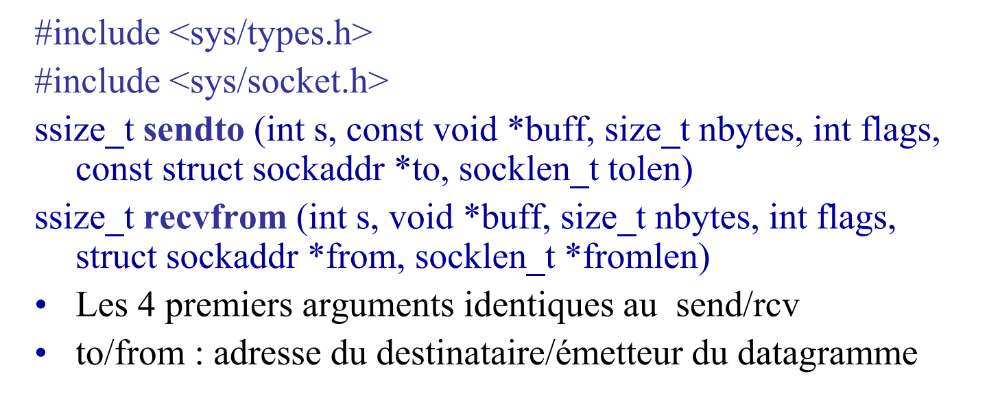 #include <sys/types.h>
#include <sys/socket.h>
ssize_t sendto (int s, const void *buff, size_t nbytes, int flags,
const struct sockaddr *to, socklen_t tolen)
ssize_t recvfrom (int s, void *buff, size_t nbytes, int flags,
struct sockaddr *from, socklen_t *fromlen)
• Les 4 premiers arguments identiques au  send/rcv
• to/from : adresse du destinataire/émetteur du datagramme